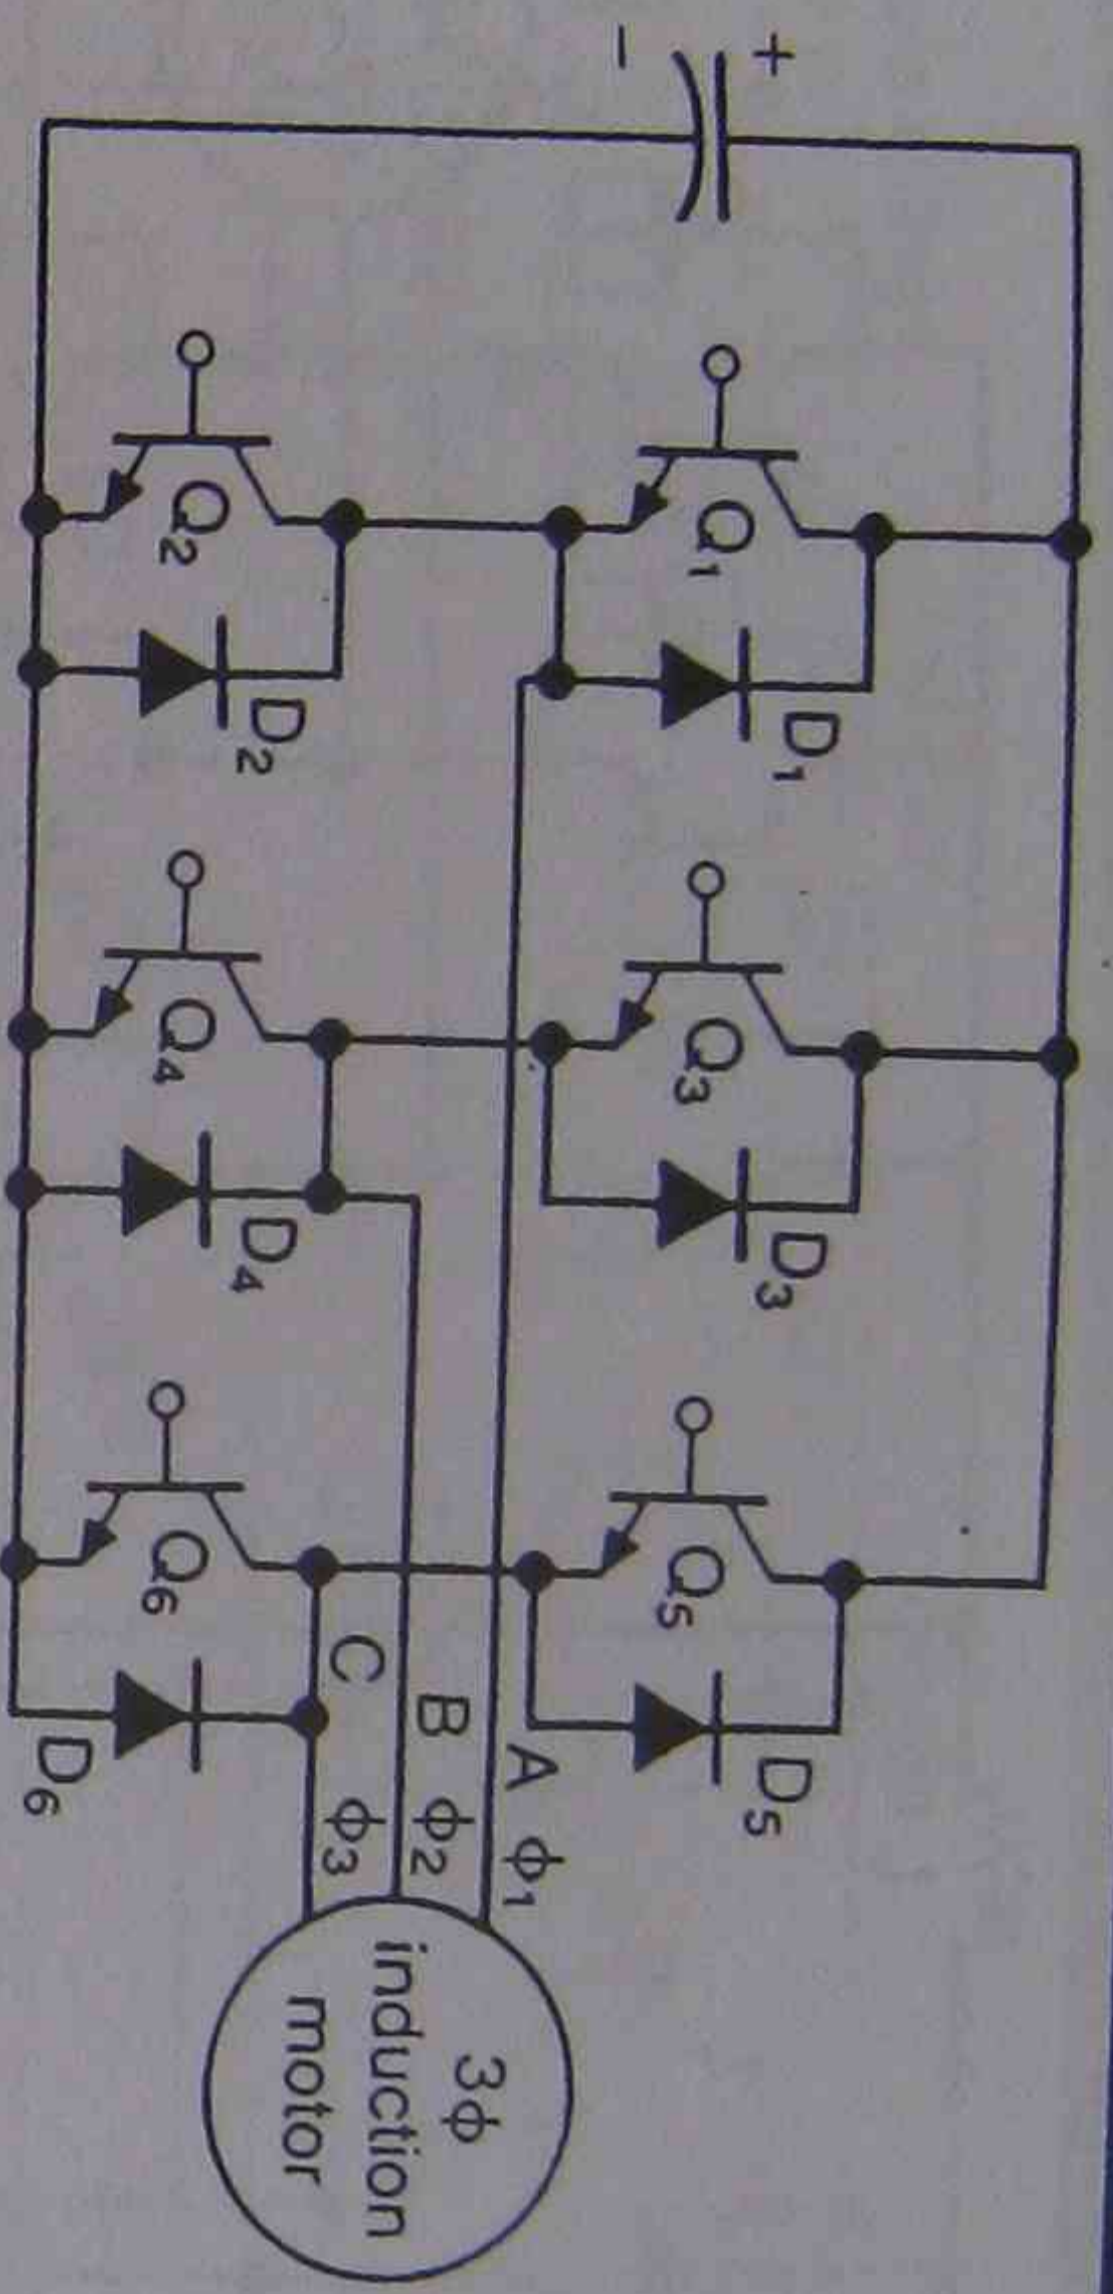 +
−
Q₁
D₁
Q₃
D₃
Q₅
D₅
Q₂
D₂
Q₄
D₄
Q₆
D₆
A ϕ₁
B ϕ₂
C ϕ₃
3ϕ
induction
motor